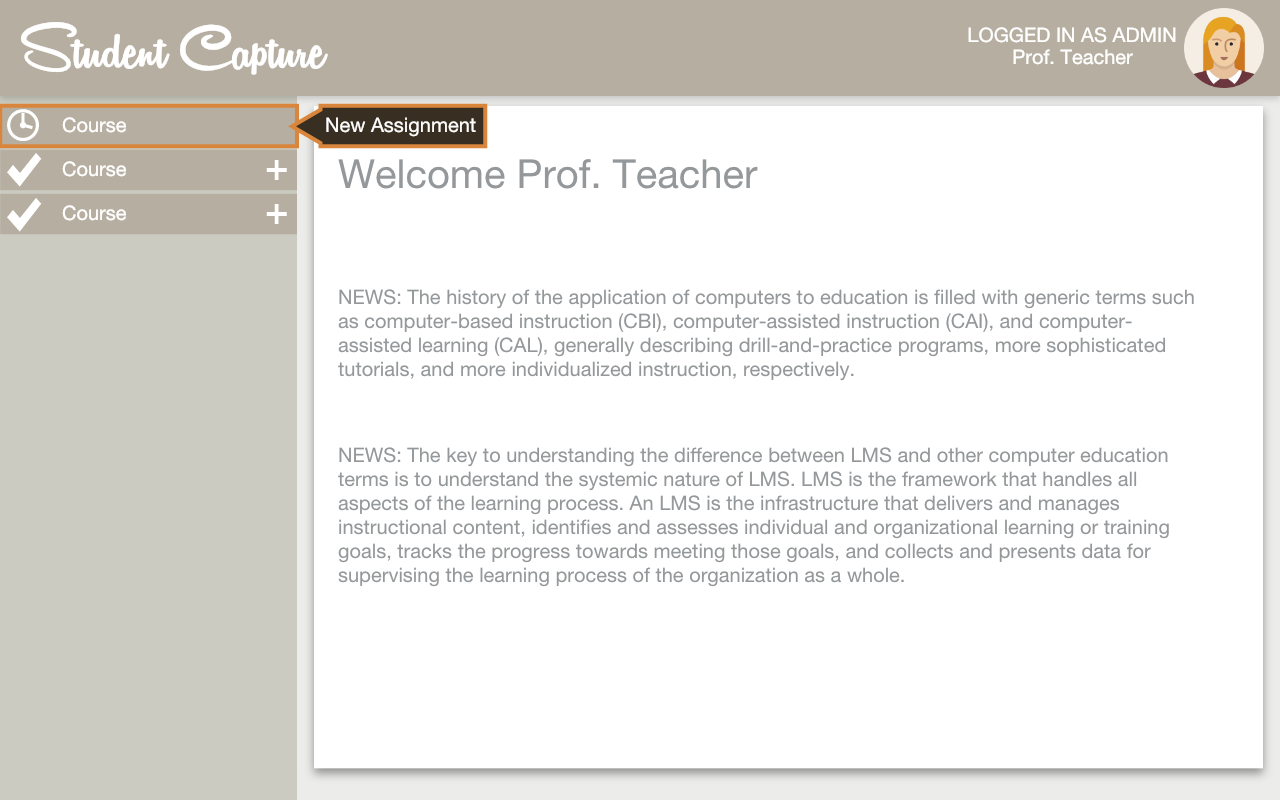 Student Capture
LOGGED IN AS ADMIN
Prof. Teacher
Course
New Assignment
Course
Course
Welcome Prof. Teacher
NEWS: The history of the application of computers to education is filled with generic terms such
as computer-based instruction (CBI), computer-assisted instruction (CAI), and computer-
assisted learning (CAL), generally describing drill-and-practice programs, more sophisticated
tutorials, and more individualized instruction, respectively.
NEWS: The key to understanding the difference between LMS and other computer education
terms is to understand the systemic nature of LMS. LMS is the framework that handles all
aspects of the learning process. An LMS is the infrastructure that delivers and manages
instructional content, identifies and assesses individual and organizational learning or training
goals, tracks the progress towards meeting those goals, and collects and presents data for
supervising the learning process of the organization as a whole.